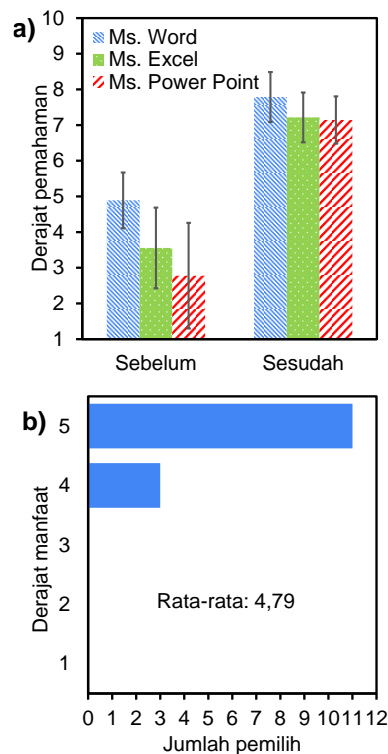 a)
10
9
8
7
6
5
4
3
2
1
Derajat pemahaman
Ms. Word
Ms. Excel
Ms. Power Point
Sebelum
Sesudah
b)
5
4
3
2
1
Derajat manfaat
Rata-rata: 4,79
0 1 2 3 4 5 6 7 8 9 10 11 12
Jumlah pemilih